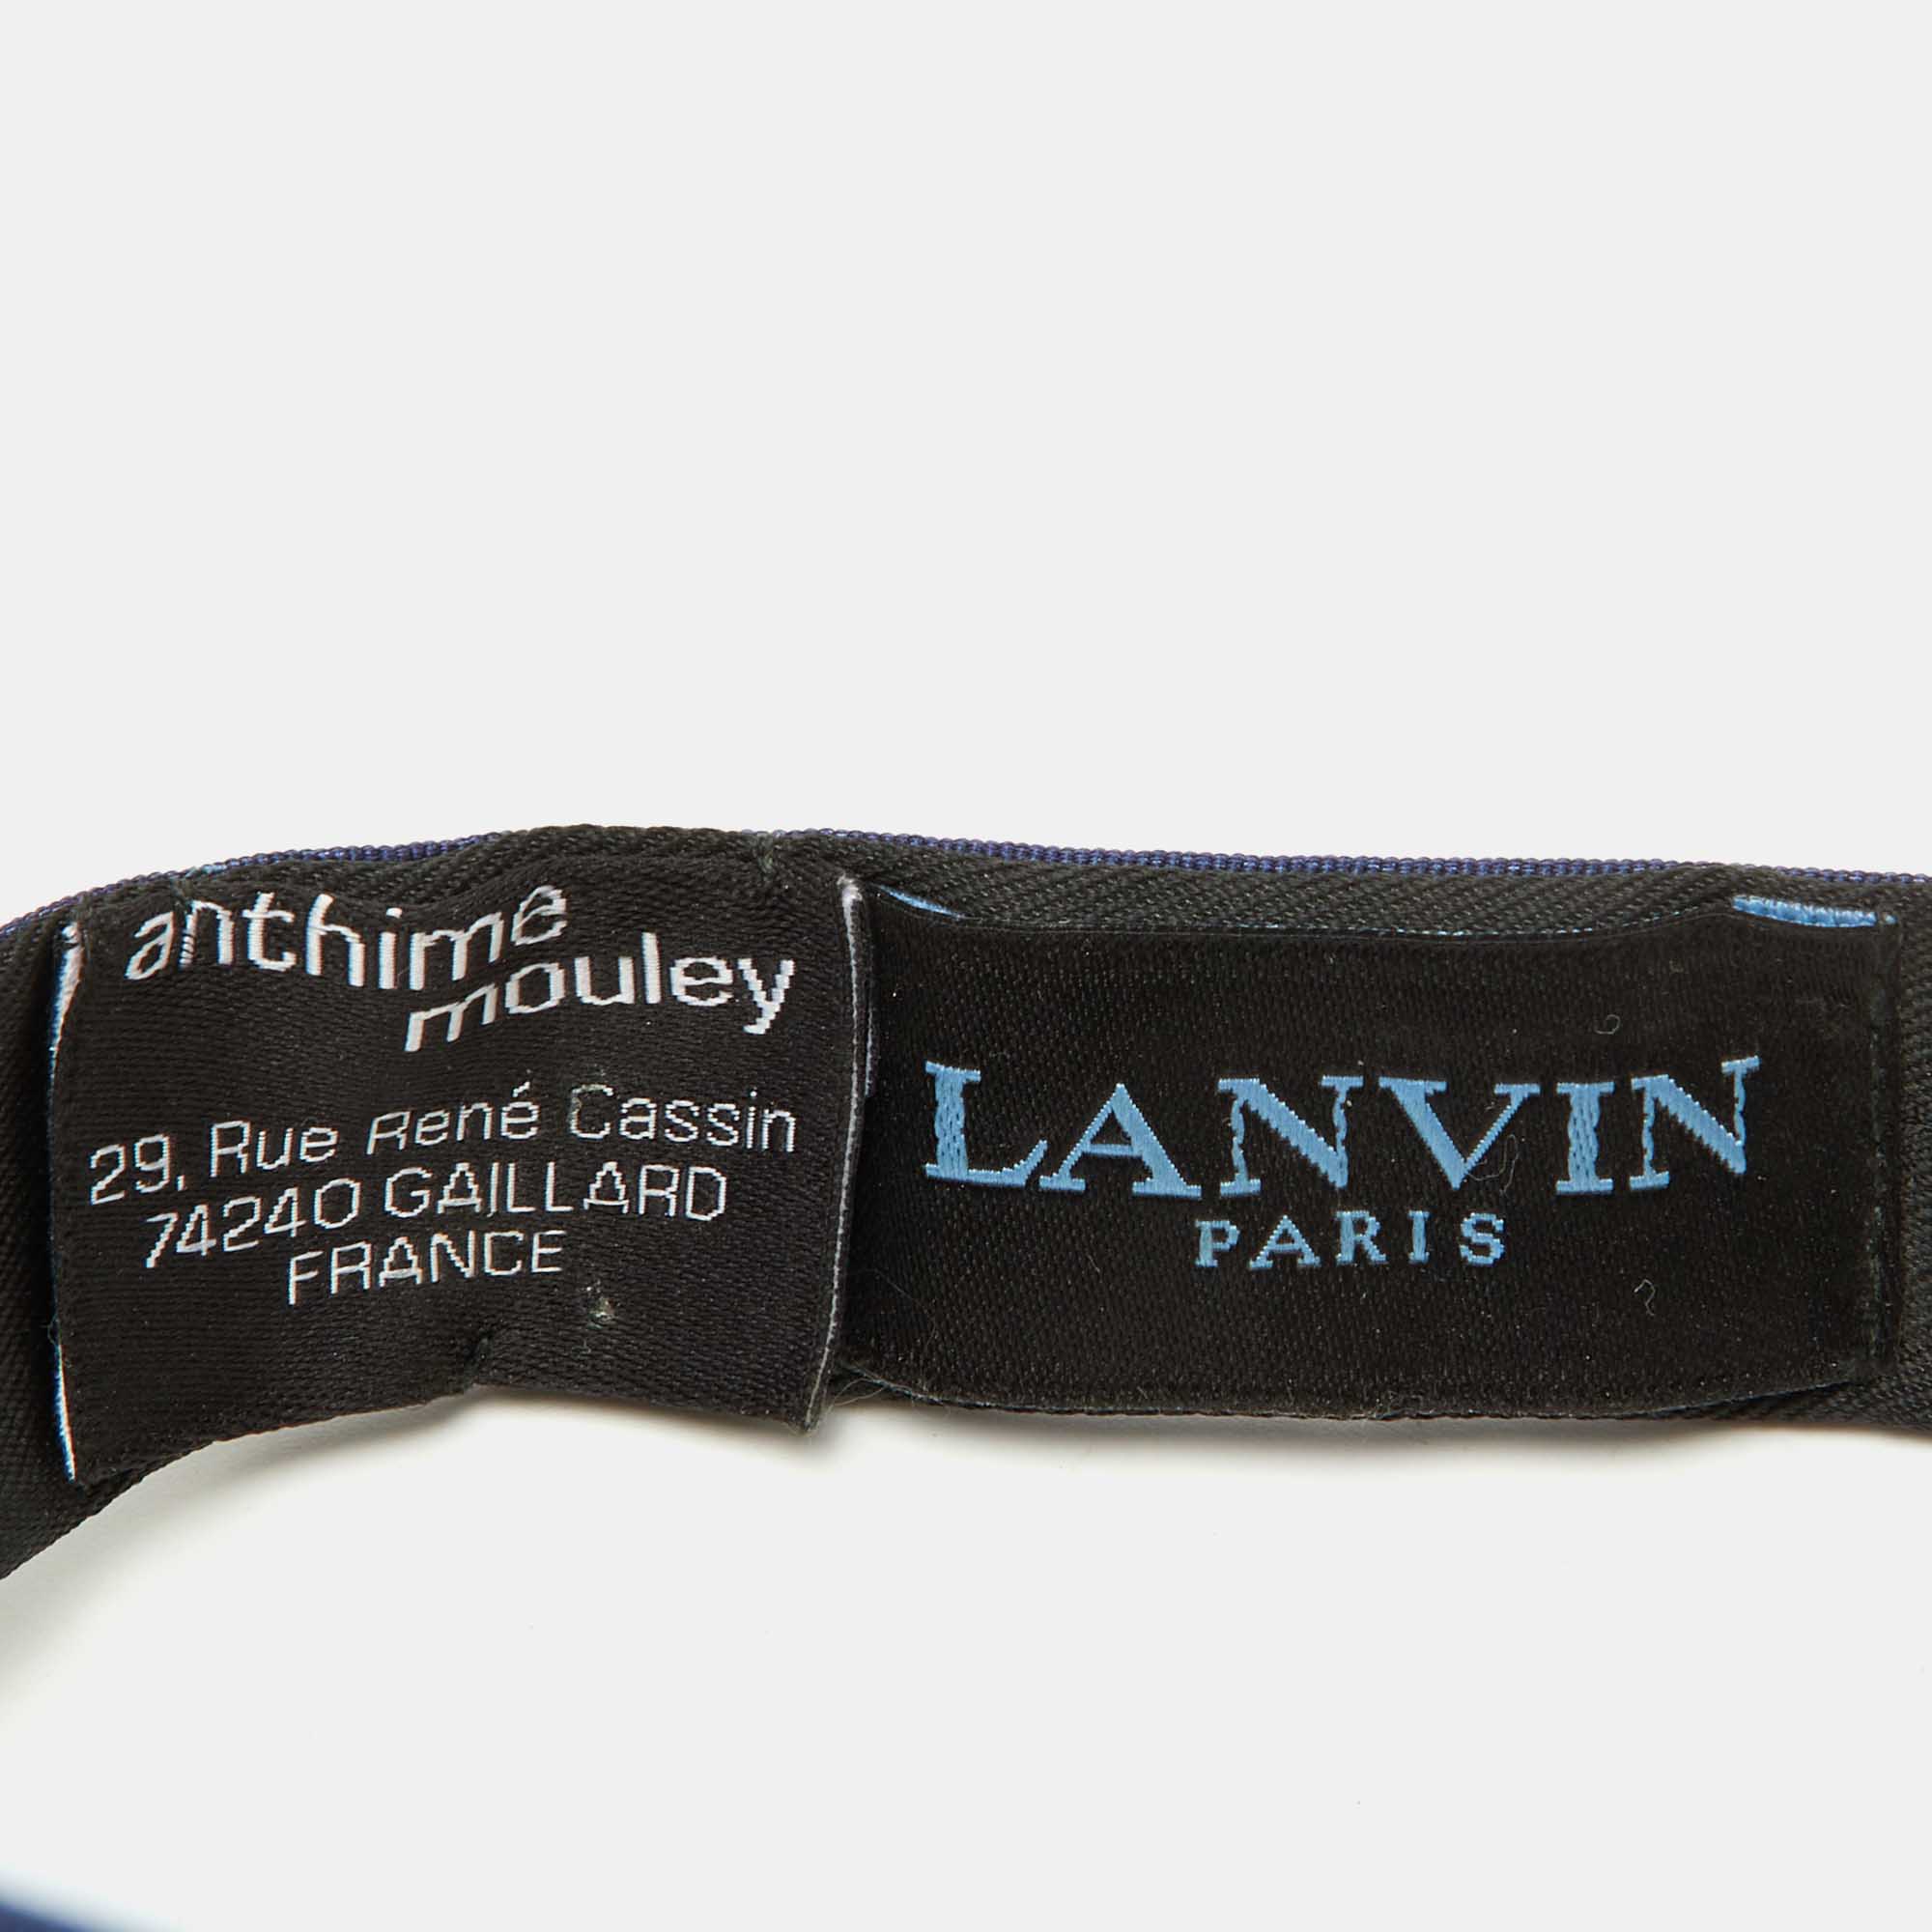 anthime
mouley
29, Rue René Cassin
74240 GAILLARD
FRANCE
LANVIN
PARIS